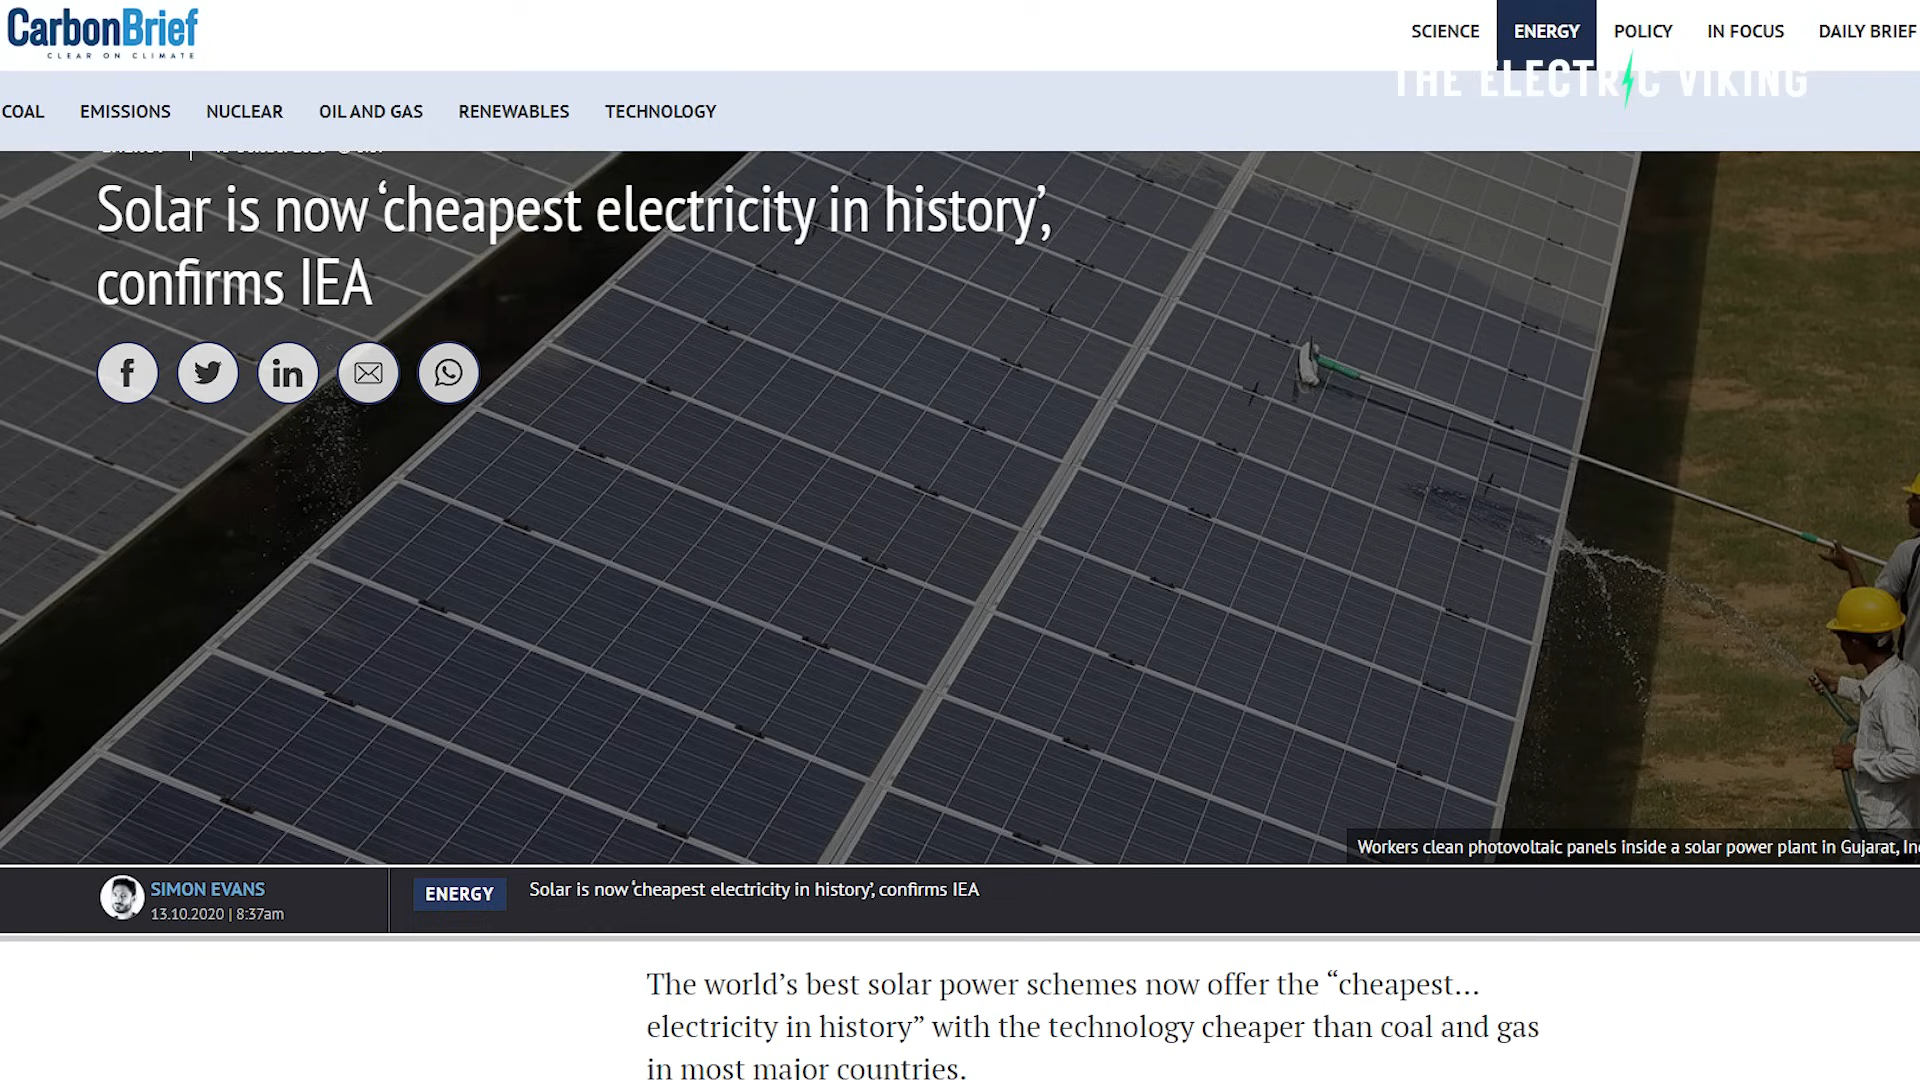 CarbonBrief
CLEAR ON CLIMATE
SCIENCE ENERGY POLICY IN FOCUS DAILY BRIEF
THE ELECTRIC VIKING
COAL EMISSIONS NUCLEAR OIL AND GAS RENEWABLES TECHNOLOGY
Solar is now ‘cheapest electricity in history’,
confirms IEA
Workers clean photovoltaic panels inside a solar power plant in Gujarat,
SIMON EVANS
13.10.2020 | 8:37am
ENERGY Solar is now ‘cheapest electricity in history’, confirms IEA
The world’s best solar power schemes now offer the “cheapest…
electricity in history” with the technology cheaper than coal and gas
in most major countries.